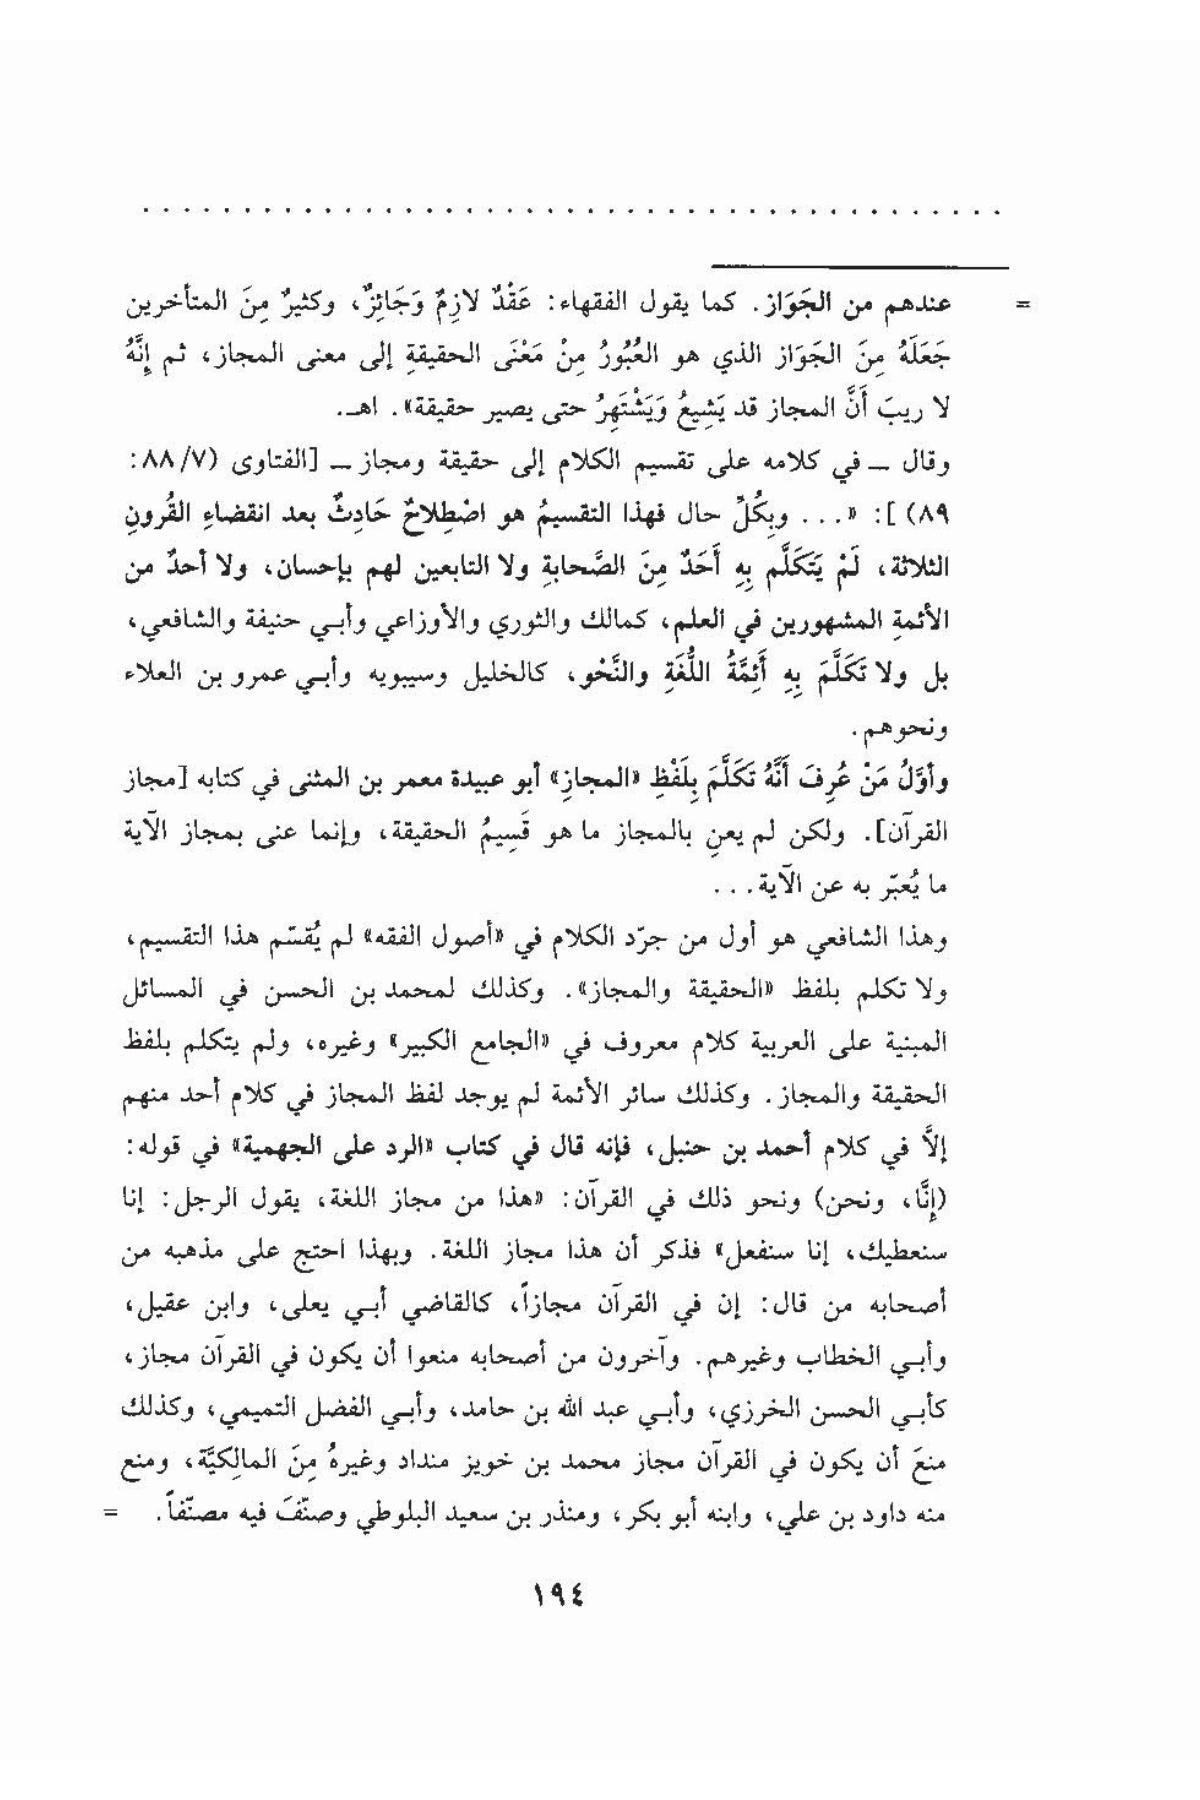 = عندهم من الجَوَاز. كما يقول الفقهاء: عَقْدٌ لازِمٌ وَجَائِزٌ، وكثيرٌ مِنَ المتأخرين
جَعَلَهُ مِنَ الجَوَاز الذي هو العُبُورُ مِنْ مَعْنَى الحقيقةِ إلى معنى المجاز، ثم إِنَّهُ
لا ريبَ أَنَّ المجاز قد يَشِيعُ وَيَشْتَهِرُ حتى يصير حقيقة». اهـ.
وقال ــ في كلامه على تقسيم الكلام إلى حقيقة ومجاز ــ [الفتاوى (٨٨/٧:
٨٩)]: «... وبِكُلِّ حال فهذا التقسيمُ هو اصْطِلاحٌ حَادِثٌ بعد انقضاءِ القُرونِ
الثلاثة، لَمْ يَتَكَلَّم بِهِ أَحَدٌ مِنَ الصَّحابةِ ولا التابعين لهم بإحسان، ولا أحدٌ من
الأئمةِ المشهورين في العلم، كمالك والثوري والأوزاعي وأبي حنيفة والشافعي،
بل ولا تَكَلَّمَ بِهِ أَئِمَّةُ اللُّغَةِ والنَّحْو، كالخليل وسيبويه وأبي عمرو بن العلاء
ونحوهم.
وأوَّلُ مَنْ عُرِفَ أَنَّهُ تَكَلَّمَ بِلَفْظِ «المجازِ» أبو عبيدة معمر بن المثنى في كتابه [مجاز
القرآن]. ولكن لم يعنِ بالمجاز ما هو قَسِيمُ الحقيقة، وإنما عنى بمجاز الآية
ما يُعبّر به عن الآية...
وهذا الشافعي هو أول من جرّد الكلام في «أصول الفقه» لم يُقسّم هذا التقسيم،
ولا تكلم بلفظ «الحقيقة والمجاز». وكذلك لمحمد بن الحسن في المسائل
المبنية على العربية كلام معروف في «الجامع الكبير» وغيره، ولم يتكلم بلفظ
الحقيقة والمجاز. وكذلك سائر الأئمة لم يوجد لفظ المجاز في كلام أحد منهم
إلاَّ في كلام أحمد بن حنبل، فإنه قال في كتاب «الرد على الجهمية» في قوله:
(إنَّا، ونحن) ونحو ذلك في القرآن: «هذا من مجاز اللغة، يقول الرجل: إنا
سنعطيك، إنا سنفعل» فذكر أن هذا مجاز اللغة. وبهذا احتج على مذهبه من
أصحابه من قال: إن في القرآن مجازاً، كالقاضي أبي يعلى، وابن عقيل،
وأبي الخطاب وغيرهم. وآخرون من أصحابه منعوا أن يكون في القرآن مجاز،
كأبي الحسن الخرزي، وأبي عبد الله بن حامد، وأبي الفضل التميمي، وكذلك
منعَ أن يكون في القرآن مجاز محمد بن خويز منداد وغيرهُ مِنَ المالِكيَّة، ومنع
منه داود بن علي، وابنه أبو بكر، ومنذر بن سعيد البلوطي وصنّفَ فيه مصنّفاً. =
١٩٤